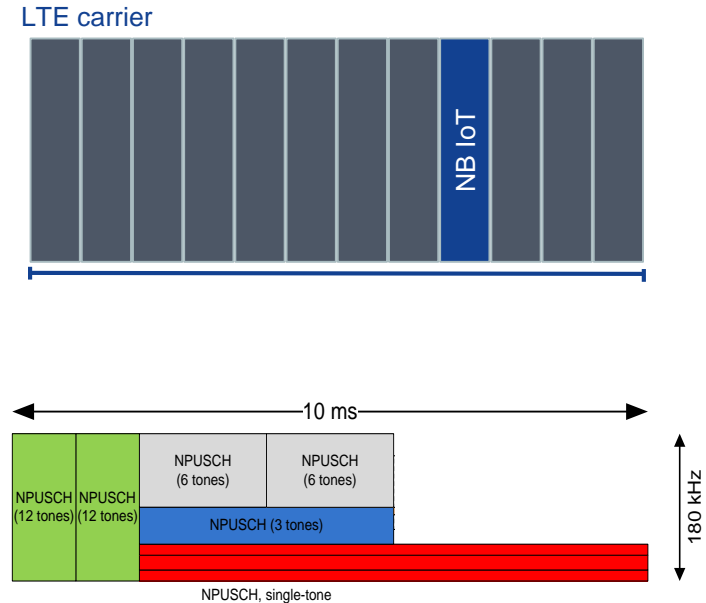 LTE carrier
NB IoT
10 ms
NPUSCH
(12 tones)
NPUSCH
(12 tones)
NPUSCH
(6 tones)
NPUSCH
(6 tones)
NPUSCH (3 tones)
180 kHz
NPUSCH, single-tone